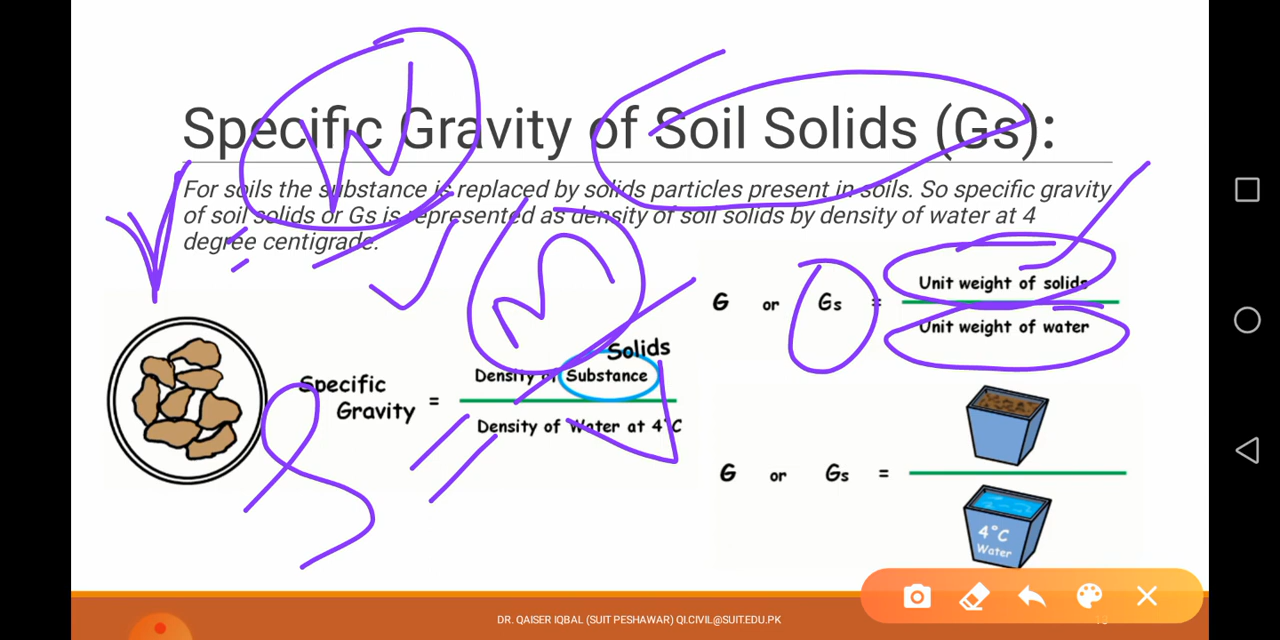 Specific Gravity of Soil Solids (Gs):
For soils the substance is replaced by solids particles present in soils. So specific gravity
of soil solids or Gs is represented as density of soil solids by density of water at 4
degree centigrade.
G or Gs = Unit weight of solids
Unit weight of water
Solids
Specific Gravity = Density of Substance
Density of Water at 4°C
G or Gs =
4°C
Water
DR. QAISER IQBAL (SUIT PESHAWAR) QI.CIVIL@SUIT.EDU.PK